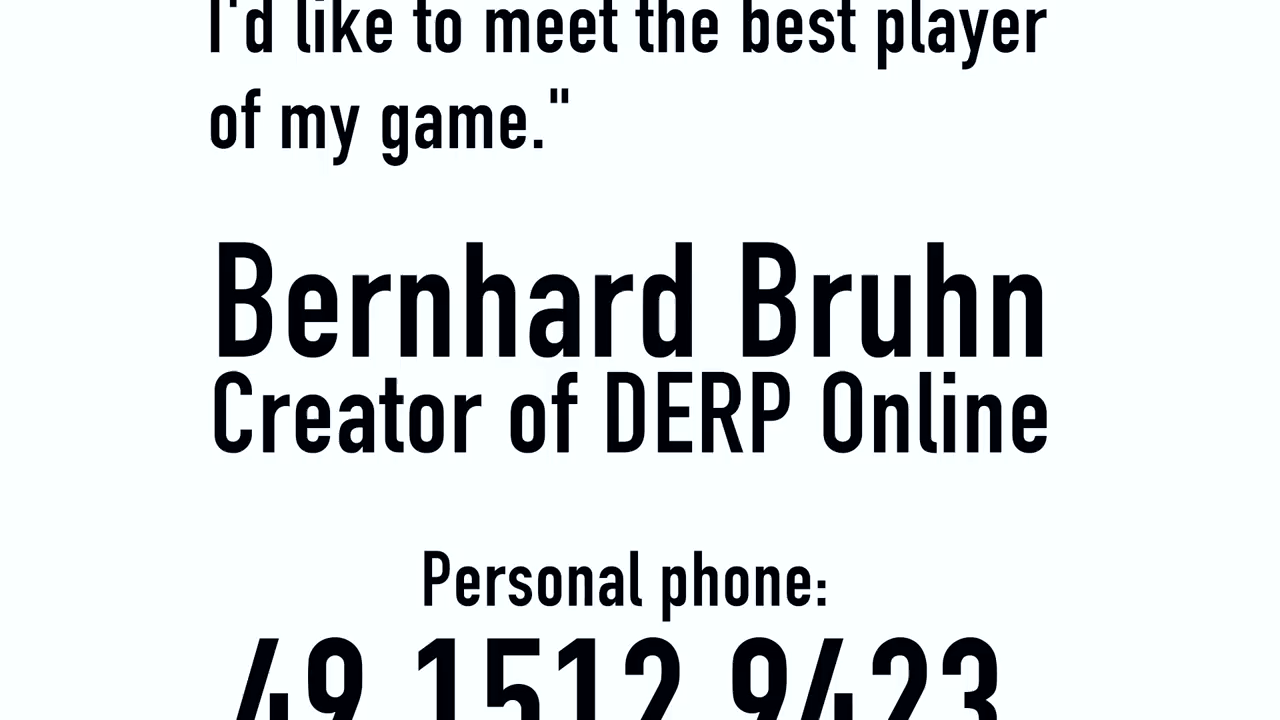 I'd like to meet the best player
of my game."
Bernhard Bruhn
Creator of DERP Online
Personal phone:
49 1512 9423